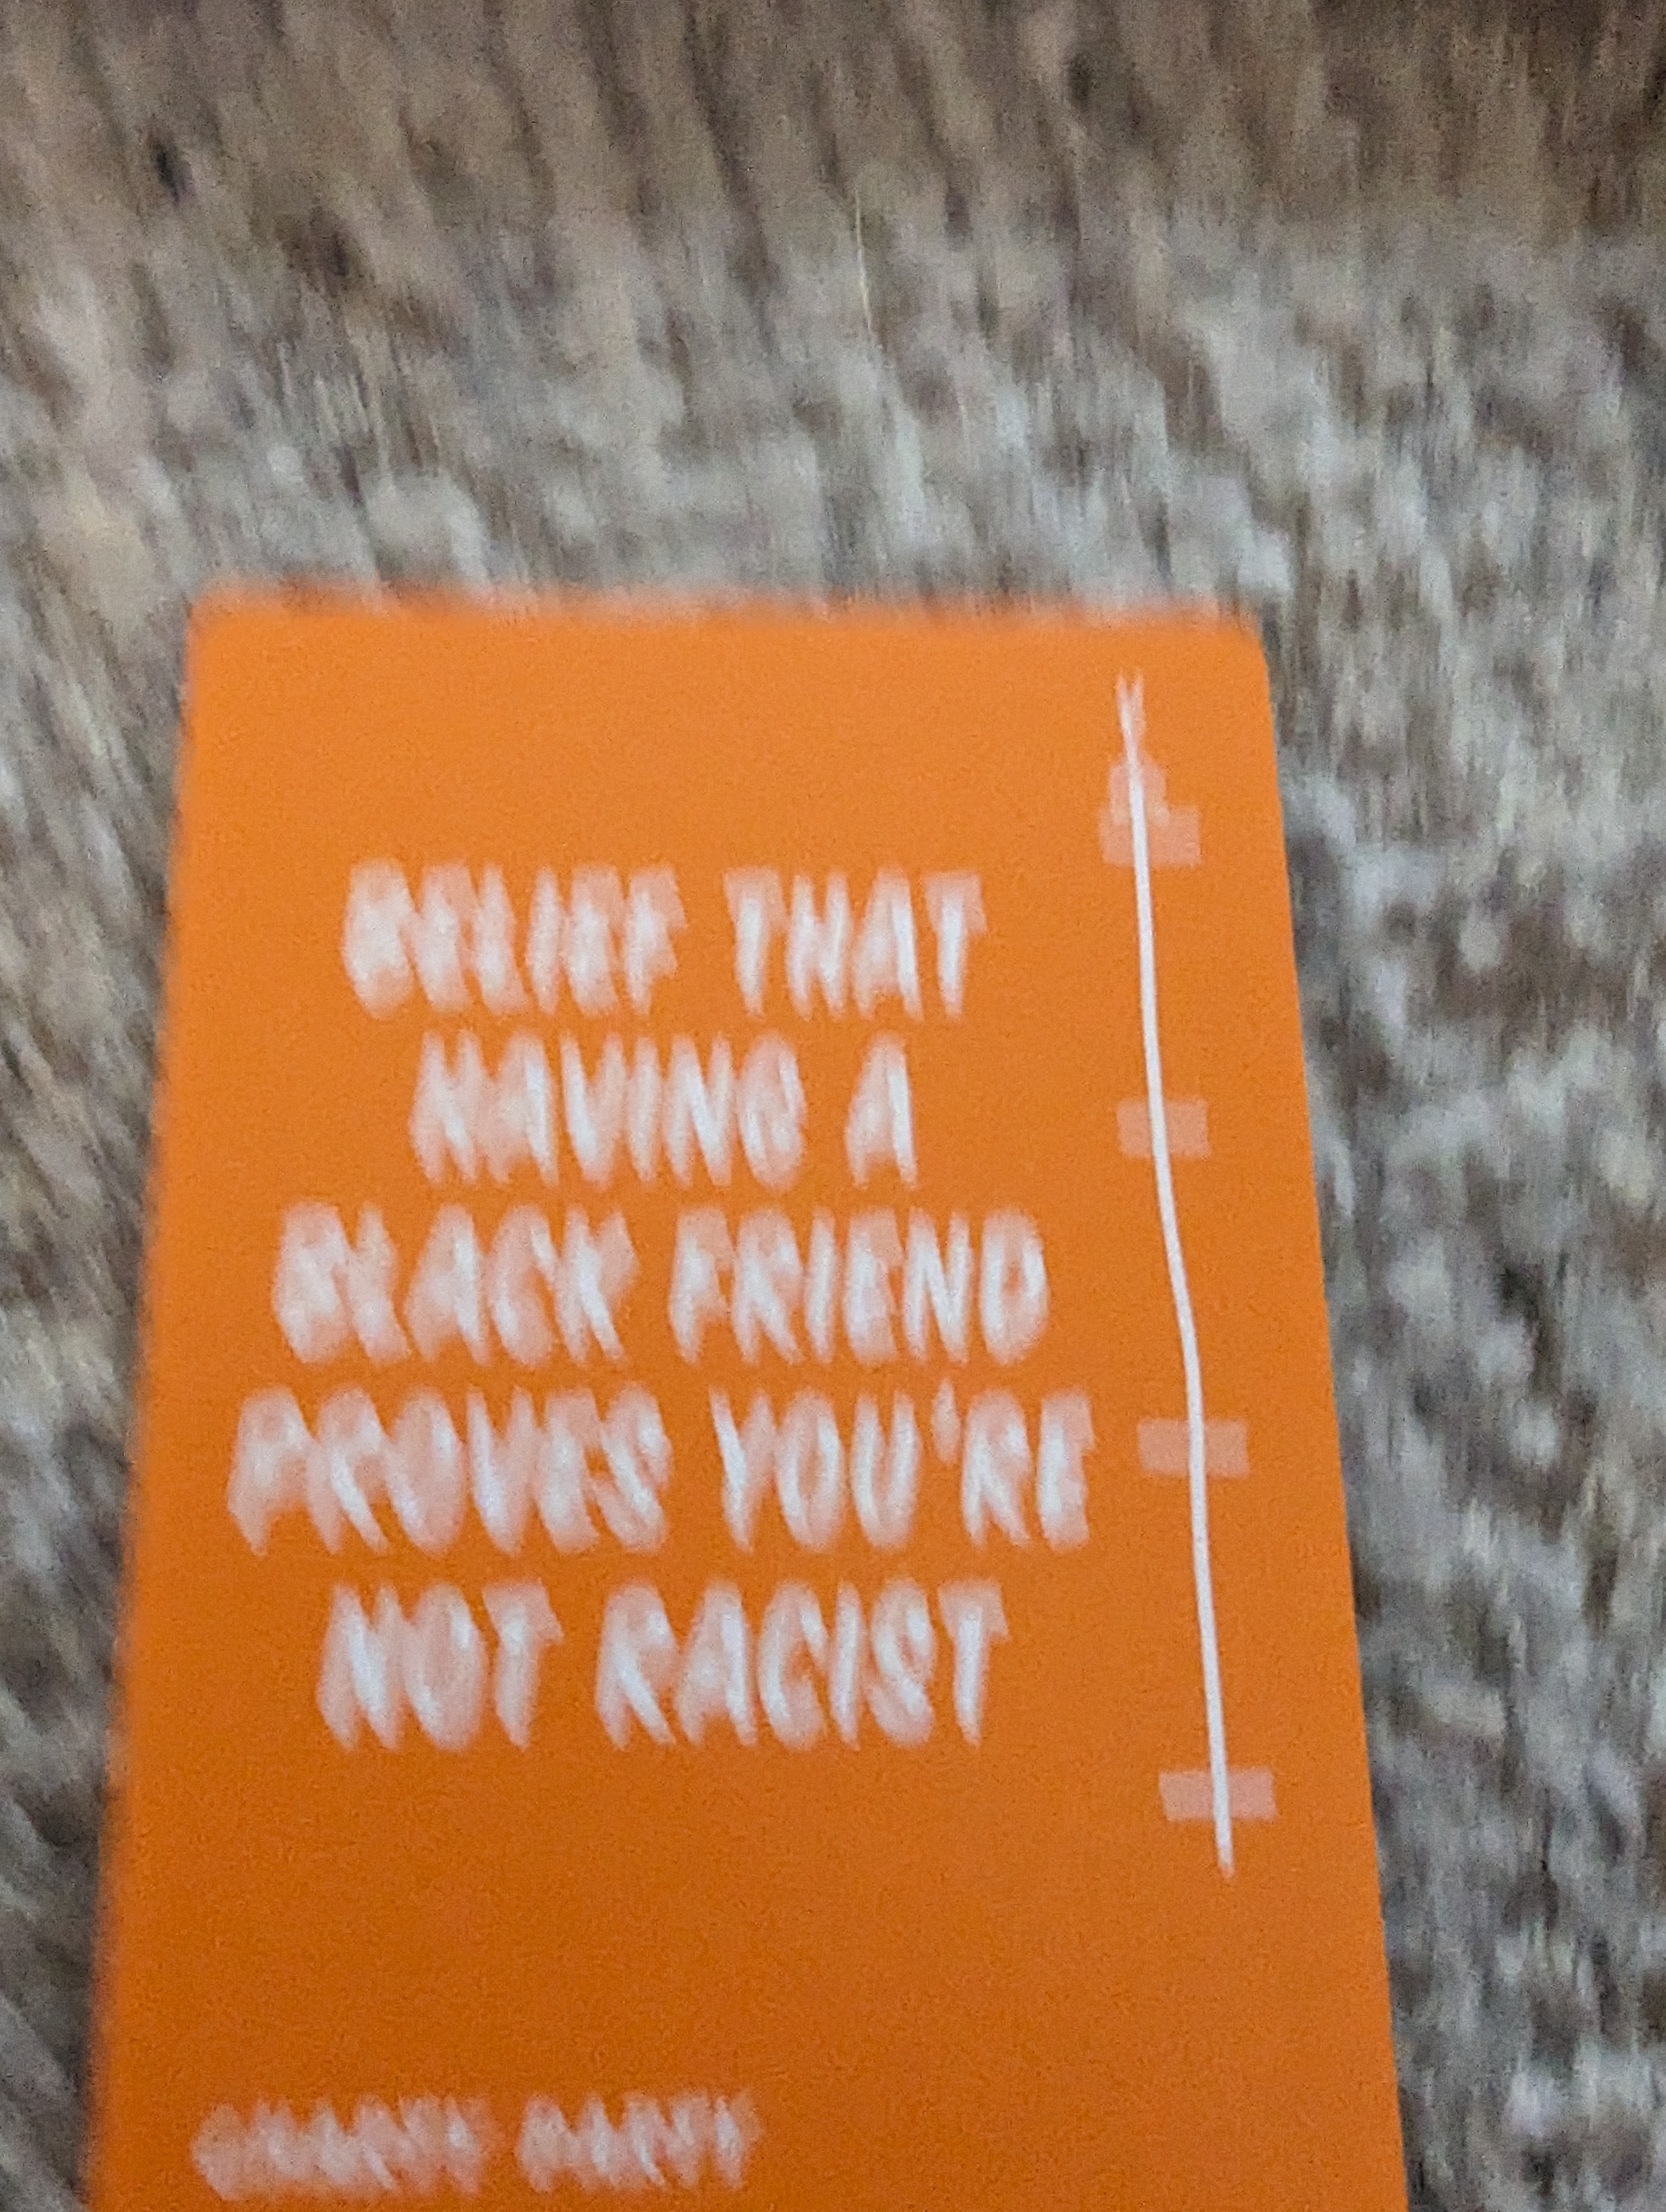 BELIEF THAT
HAVING A
BLACK FRIEND
PROVES YOU'RE
NOT RACIST